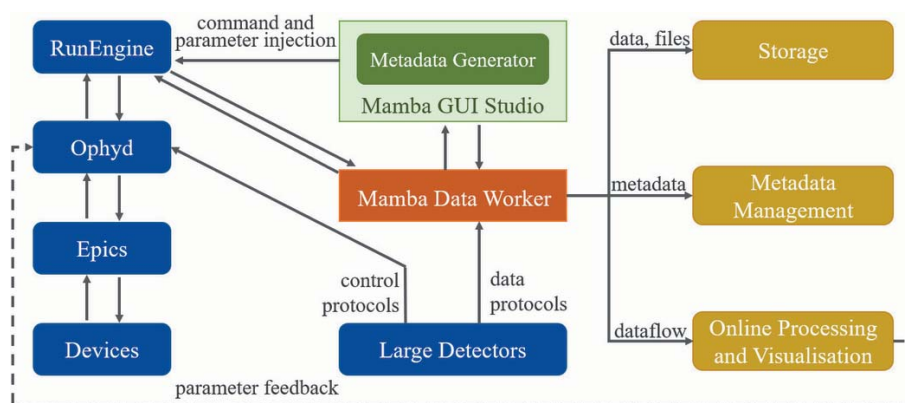 command and
parameter injection
RunEngine
Metadata Generator
Mamba GUI Studio
data, files
Storage
Ophyd
Mamba Data Worker
metadata
Metadata
Management
Epics
control
protocols
data
protocols
Devices
Large Detectors
dataflow
Online Processing
and Visualisation
parameter feedback